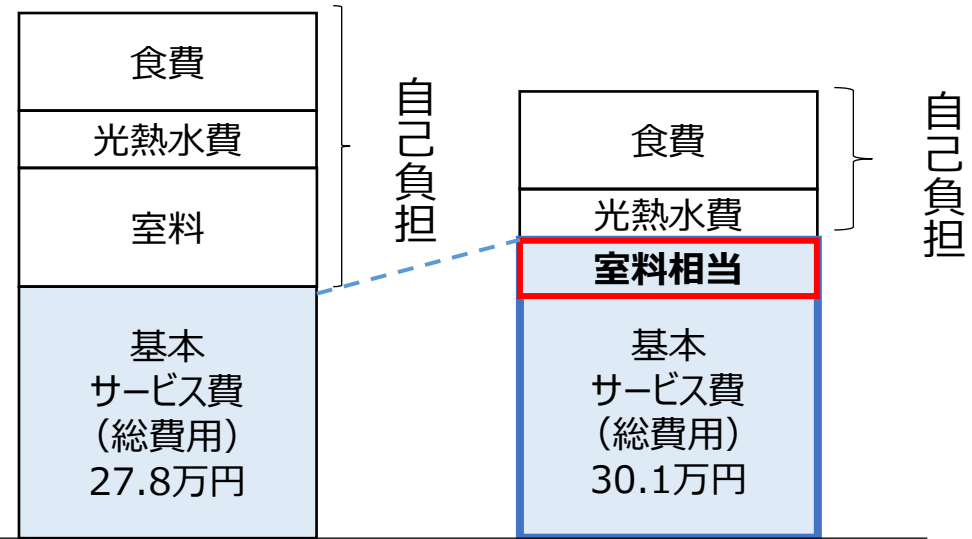 食費
光熱水費
室料
基本
サービス費
（総費用）
27.8万円
自己負担
食費
光熱水費
室料相当
基本
サービス費
（総費用）
30.1万円
自己負担